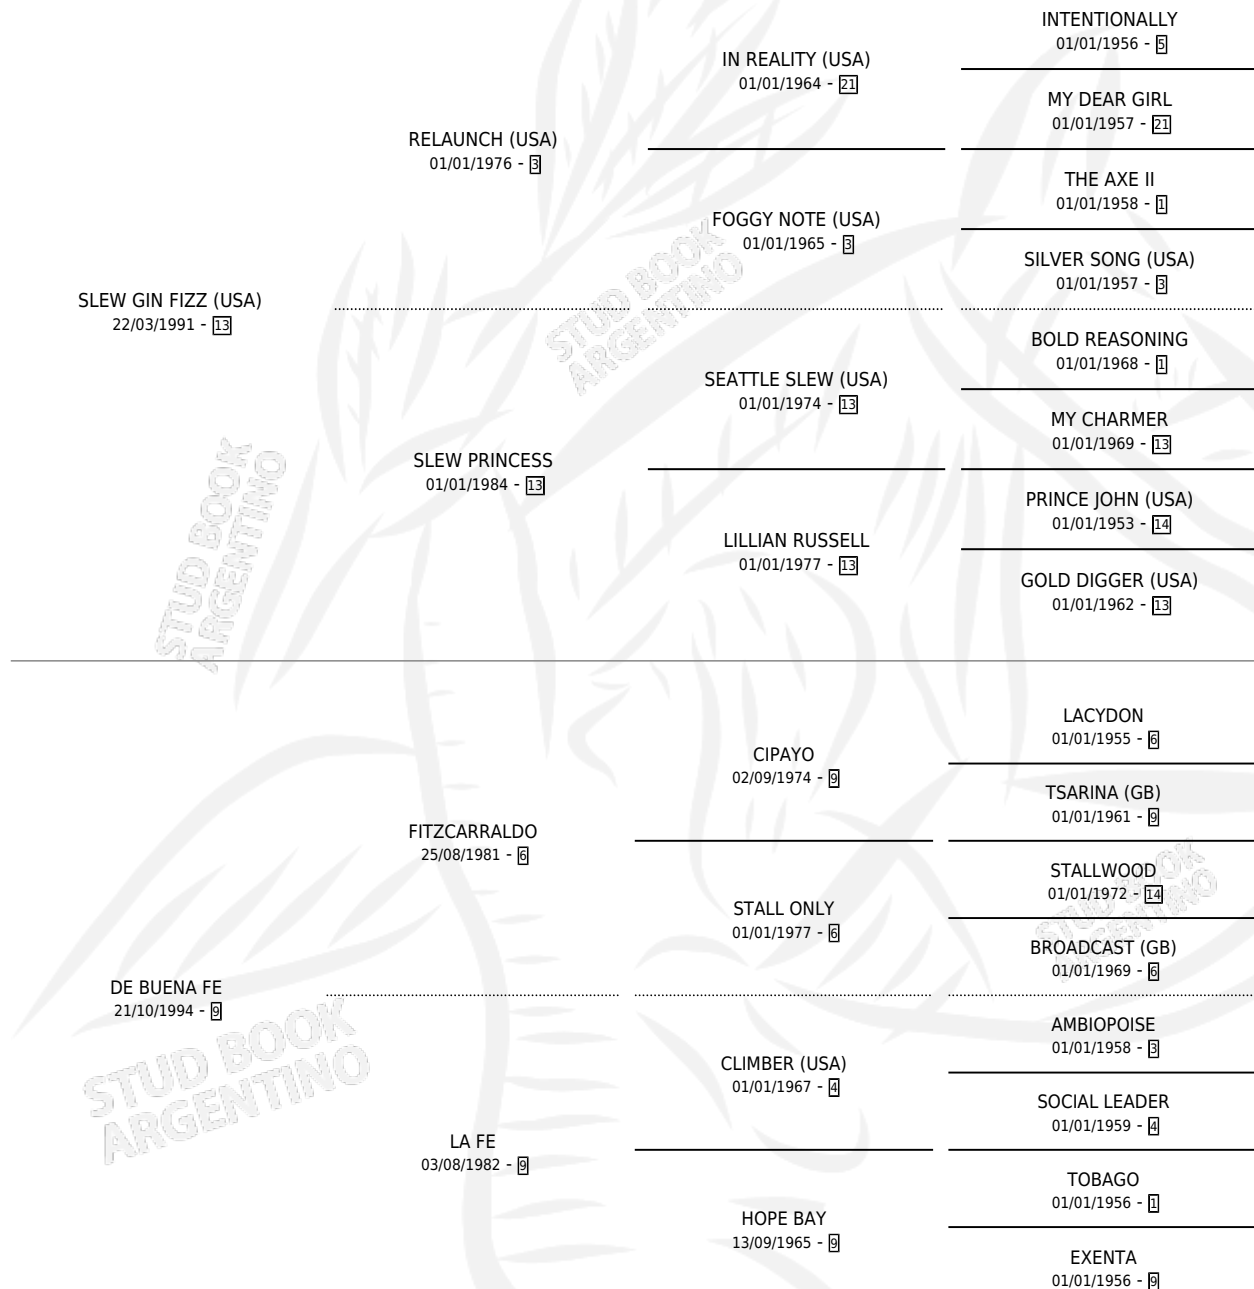 INTENTIONALLY
01/01/1956 - 5
IN REALITY (USA)
01/01/1964 - 21
MY DEAR GIRL
01/01/1957 - 21
RELAUNCH (USA)
01/01/1976 - 3
THE AXE II
01/01/1958 - 1
FOGGY NOTE (USA)
01/01/1965 - 3
SILVER SONG (USA)
01/01/1957 - 3
SLEW GIN FIZZ (USA)
22/03/1991 - 13
BOLD REASONING
01/01/1968 - 1
SEATTLE SLEW (USA)
01/01/1974 - 13
MY CHARMER
01/01/1969 - 13
SLEW PRINCESS
01/01/1984 - 13
PRINCE JOHN (USA)
01/01/1953 - 14
LILLIAN RUSSELL
01/01/1977 - 13
GOLD DIGGER (USA)
01/01/1962 - 13
LACYDON
01/01/1955 - 6
CIPAYO
02/09/1974 - 9
TSARINA (GB)
01/01/1961 - 9
FITZCARRALDO
25/08/1981 - 6
STALLWOOD
01/01/1972 - 14
STALL ONLY
01/01/1977 - 6
BROADCAST (GB)
01/01/1969 - 6
DE BUENA FE
21/10/1994 - 9
AMBIOPOISE
01/01/1958 - 3
CLIMBER (USA)
01/01/1967 - 4
SOCIAL LEADER
01/01/1959 - 4
LA FE
03/08/1982 - 9
TOBAGO
01/01/1956 - 1
HOPE BAY
13/09/1965 - 9
EXENTA
01/01/1956 - 9
STUD BOOK
ARGENTINO
STUD BOOK
ARGENTINO
STUD BOOK
ARGENTINO
STUD BOOK
ARGENTINO